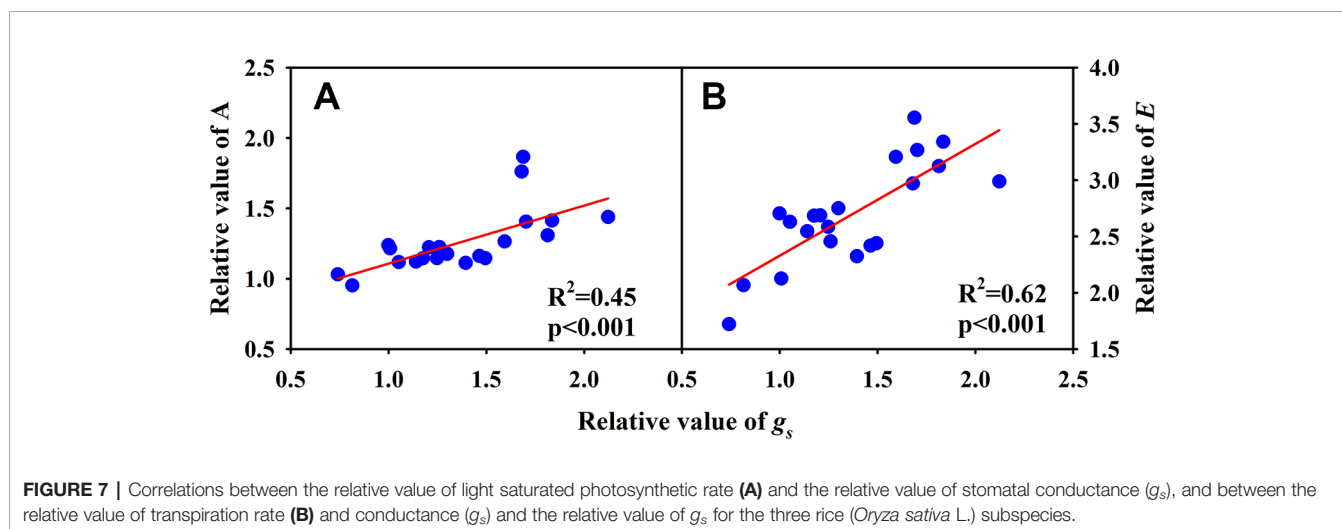 A
B
Relative value of A
2.5
2.0
1.5
1.0
0.5
R²=0.45
p<0.001
R²=0.62
p<0.001
4.0
3.5
3.0
2.5
2.0
1.5
Relative value of E
0.5 1.0 1.5 2.0 0.5 1.0 1.5 2.0 2.5
Relative value of gₛ
FIGURE 7 | Correlations between the relative value of light saturated photosynthetic rate (A) and the relative value of stomatal conductance (gₛ), and between the
relative value of transpiration rate (B) and conductance (gₛ) and the relative value of gₛ for the three rice (Oryza sativa L.) subspecies.